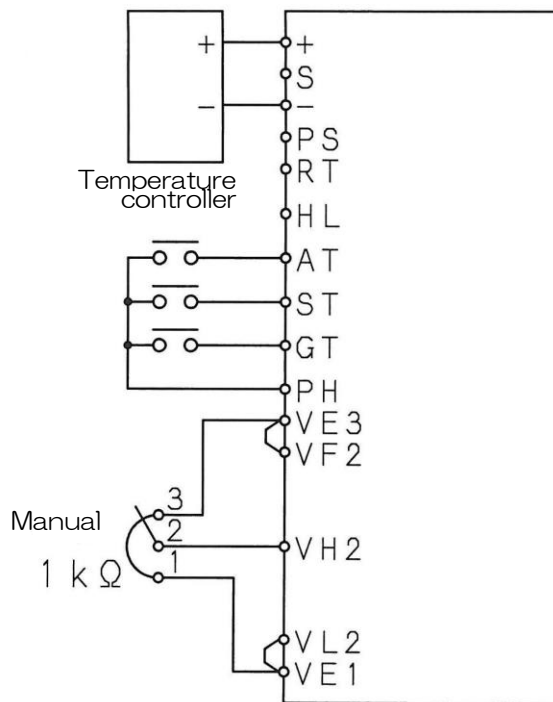 + +
S
− −
PS
RT
Temperature
controller
HL
AT
ST
GT
PH
VE3
VF2
3
Manual
2
VH2
1
1 kΩ
VL2
VE1